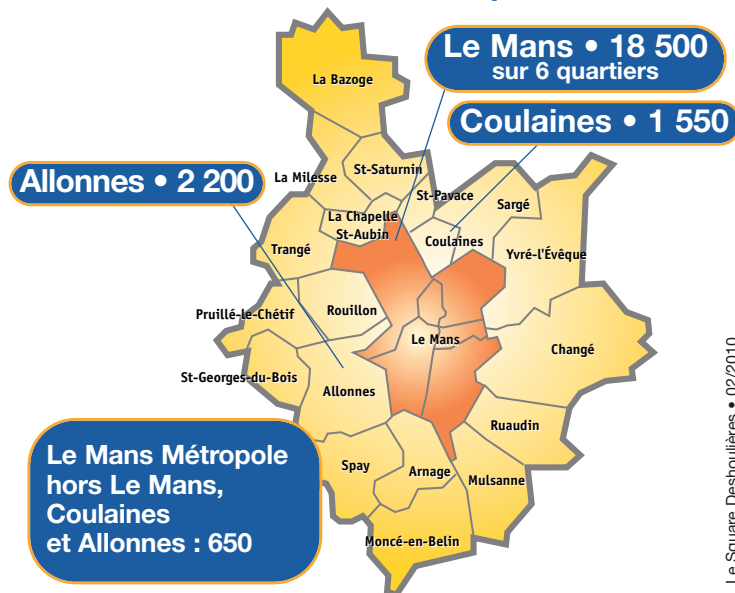 Le Mans • 18 500
sur 6 quartiers
La Bazoge
Coulaines • 1 550
Allonnes • 2 200
La Milesse
St-Saturnin
St-Pavace
Sargé
La Chapelle
St-Aubin
Coulaines
Trangé
Yvré-l'Évêque
Pruillé-le-Chétif
Rouillon
Le Mans
Changé
St-Georges-du-Bois
Allonnes
Ruaudin
Spay
Arnage
Mulsanne
Moncé-en-Belin
Le Mans Métropole
hors Le Mans,
Coulaines
et Allonnes : 650
Le Square Deshoulières • 02/2010